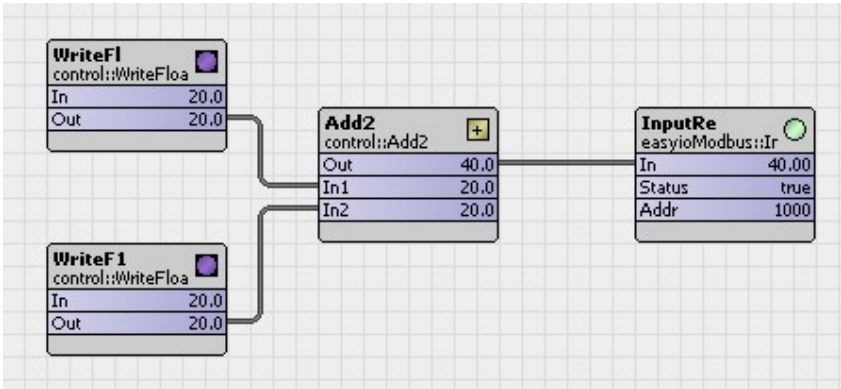 WriteFl
control::WriteFloa
In 20.0
Out 20.0
Add2
control::Add2
Out 40.0
In1 20.0
In2 20.0
InputRe
easyioModbus::Ir
In 40.00
Status true
Addr 1000
WriteF1
control::WriteFloa
In 20.0
Out 20.0